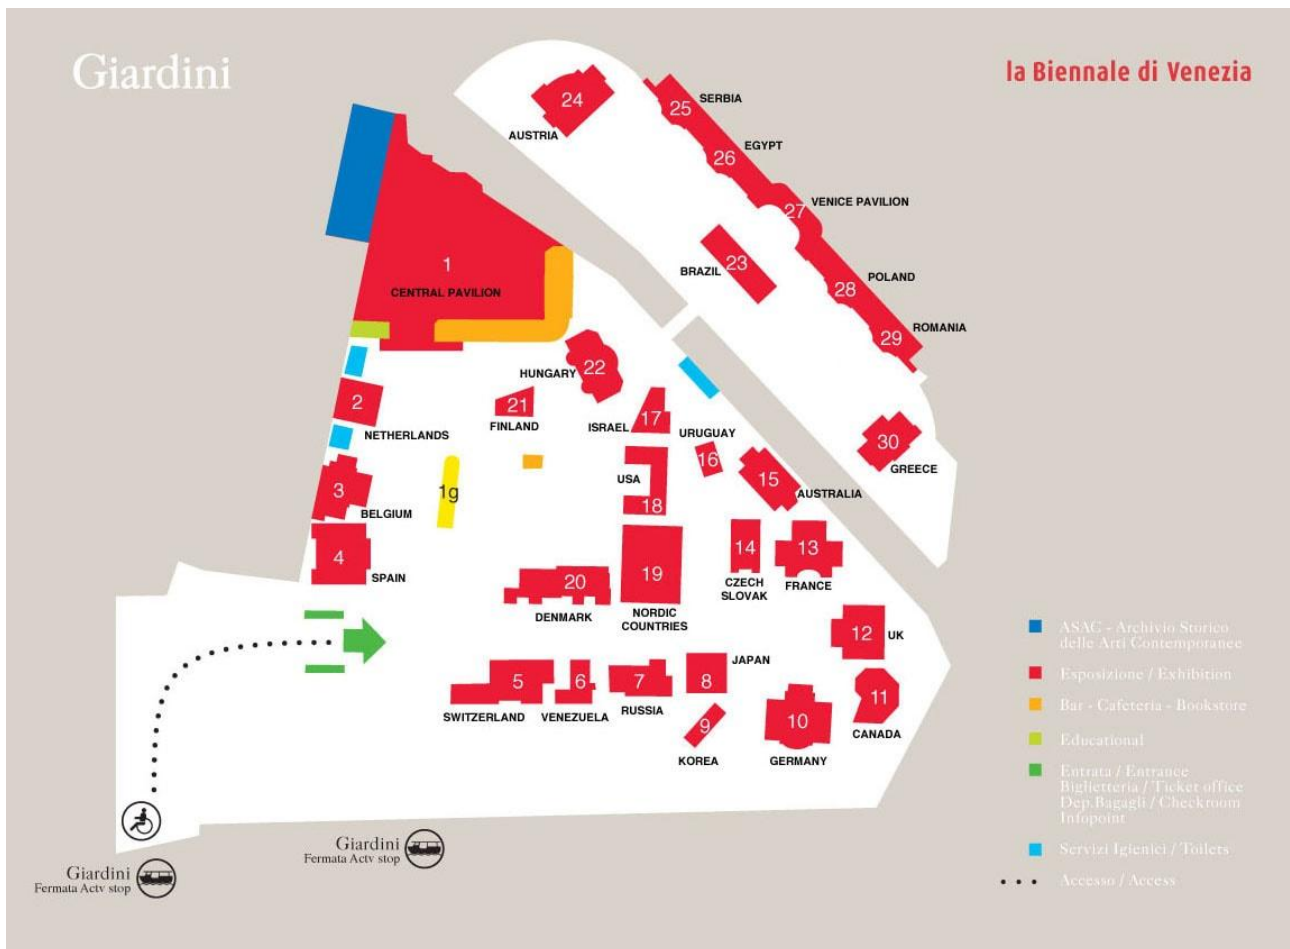 Giardini
la Biennale di Venezia
24
AUSTRIA
25
SERBIA
26
EGYPT
27
VENICE PAVILION
23
BRAZIL
28
POLAND
29
ROMANIA
30
GREECE
1
CENTRAL PAVILION
22
HUNGARY
21
FINLAND
17
ISRAEL
16
URUGUAY
15
AUSTRALIA
2
NETHERLANDS
3
BELGIUM
4
SPAIN
1g
USA
18
19
NORDIC
COUNTRIES
20
DENMARK
14
CZECH
SLOVAK
13
FRANCE
12
UK
11
CANADA
10
GERMANY
JAPAN
8
9
KOREA
7
RUSSIA
6
VENEZUELA
5
SWITZERLAND
Giardini
Fermata Actv stop
Giardini
Fermata Actv stop
ASAC - Archivio Storico
delle Arti Contemporanee
Esposizione / Exhibition
Bar - Cafeteria - Bookstore
Educational
Entrata / Entrance
Biglietteria / Ticket office
Dep.Bagagli / Checkroom
Infopoint
Servizi Igienici / Toilets
Accesso / Access